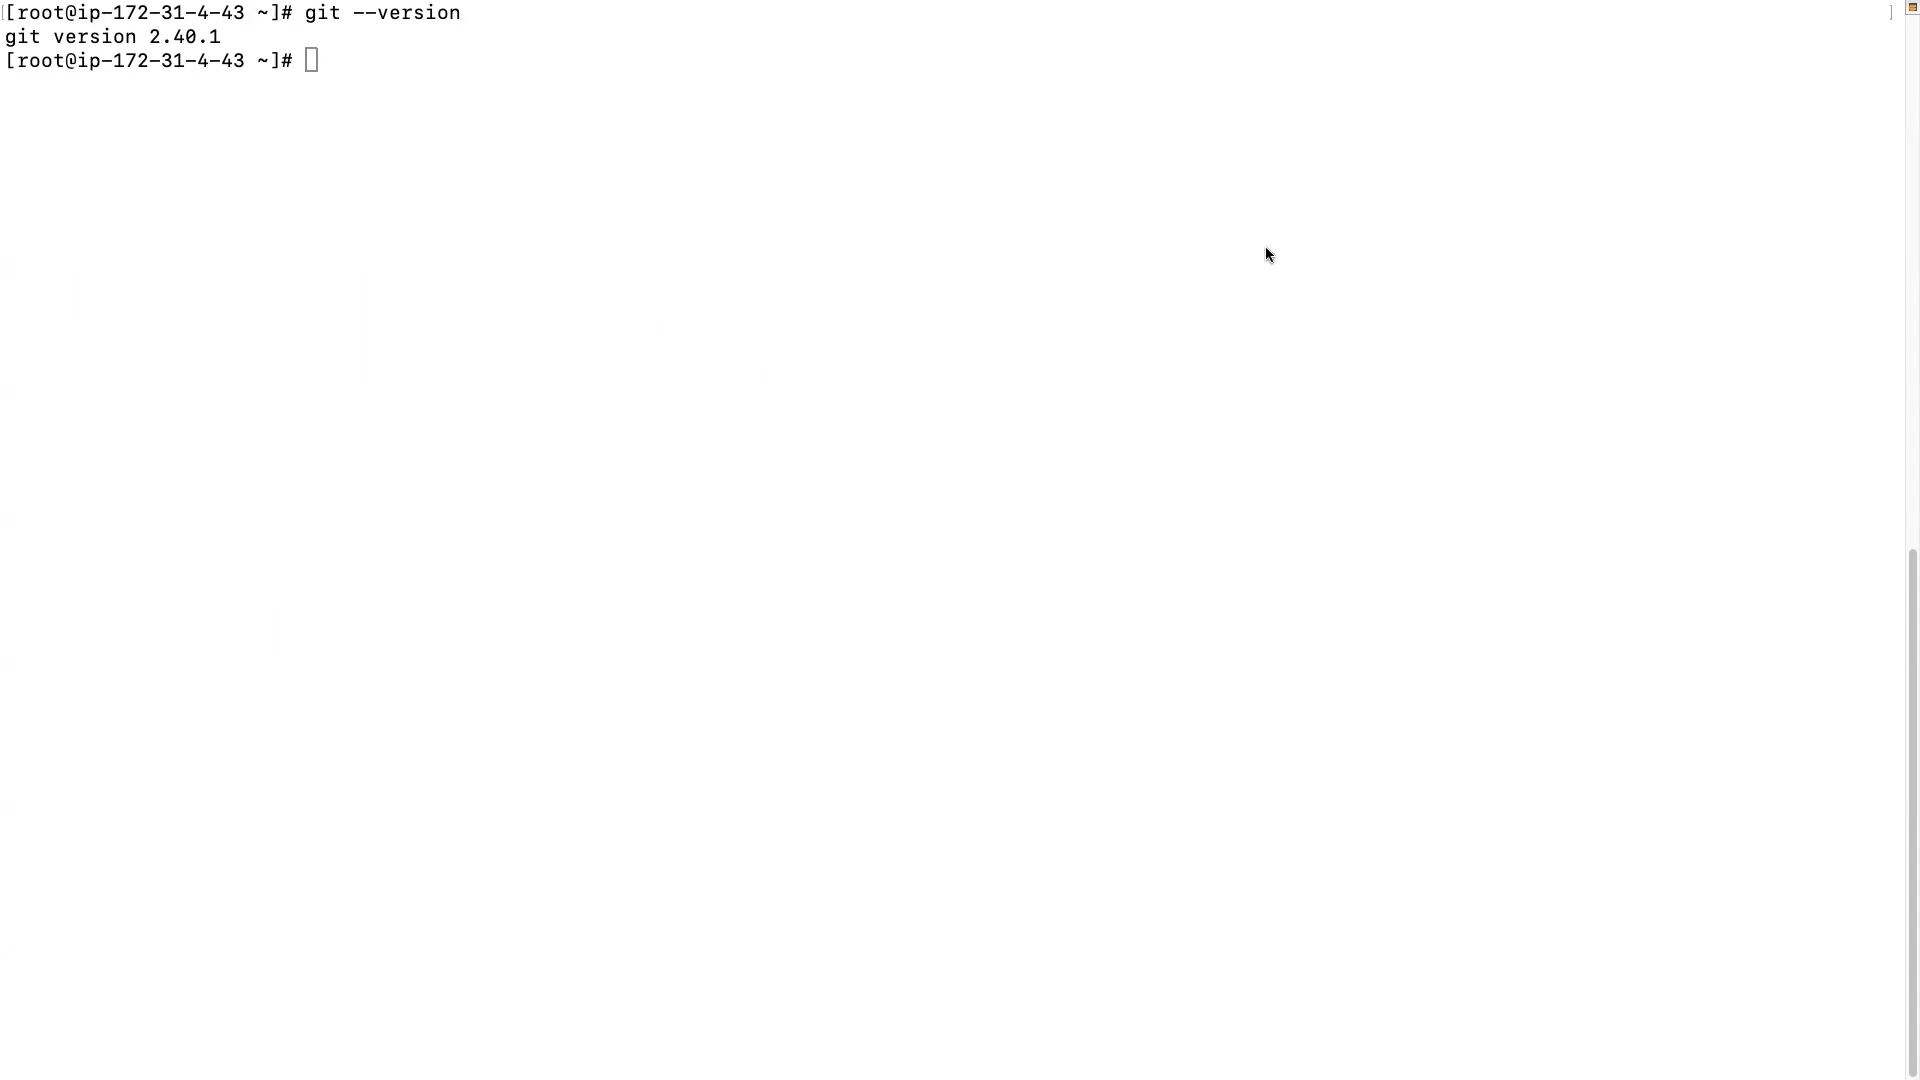 [root@ip-172-31-4-43 ~]# git --version
git version 2.40.1
[root@ip-172-31-4-43 ~]#